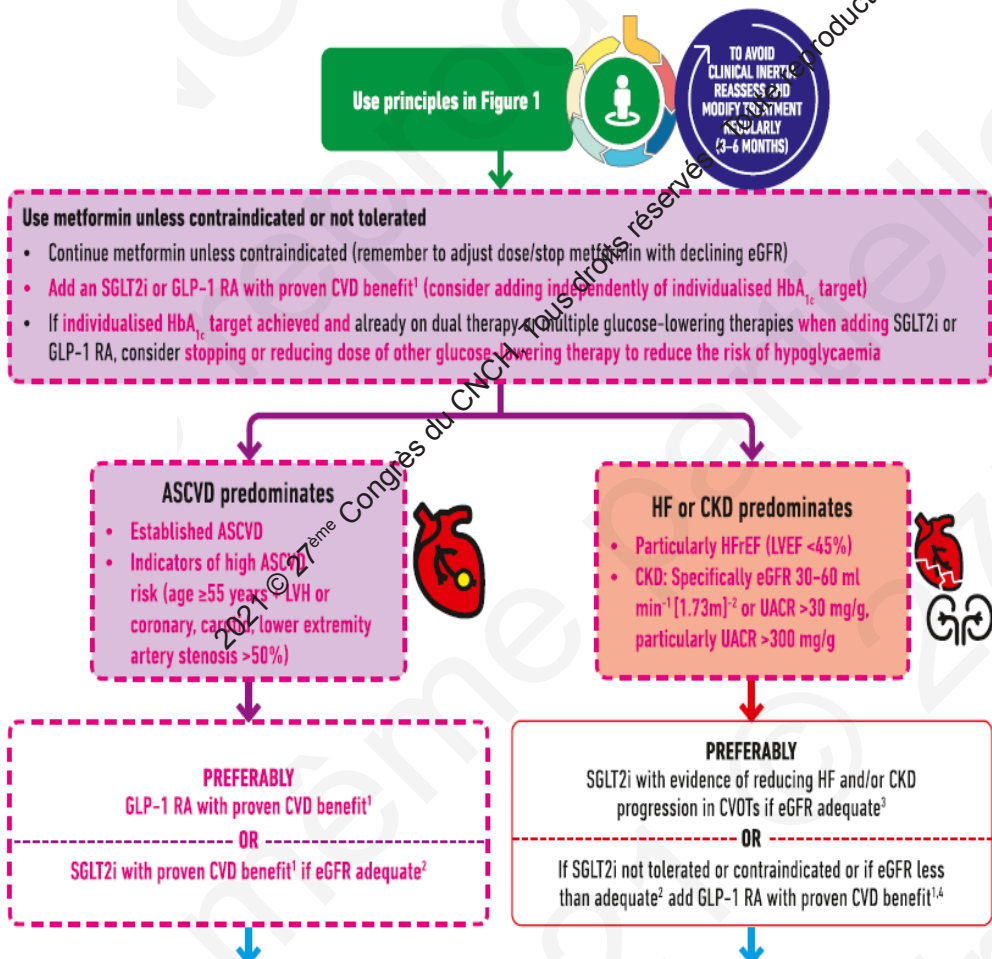 Use principles in Figure 1
TO AVOID
CLINICAL INERTIA
REASSESS AND
MODIFY TREATMENT
REGULARLY
(3–6 MONTHS)
Use metformin unless contraindicated or not tolerated
• Continue metformin unless contraindicated (remember to adjust dose/stop metformin with declining eGFR)
• Add an SGLT2i or GLP-1 RA with proven CVD benefit¹ (consider adding independently of individualised HbA1c target)
• If individualised HbA1c target achieved and already on dual therapy or multiple glucose-lowering therapies when adding SGLT2i or
GLP-1 RA, consider stopping or reducing dose of other glucose-lowering therapy to reduce the risk of hypoglycaemia
ASCVD predominates
• Established ASCVD
• Indicators of high ASCVD
risk (age ≥55 years + LVH or
coronary, carotid, lower extremity
artery stenosis >50%)
HF or CKD predominates
• Particularly HFrEF (LVEF <45%)
• CKD: Specifically eGFR 30–60 ml
min⁻¹ [1.73m]⁻² or UACR >30 mg/g,
particularly UACR >300 mg/g
PREFERABLY
GLP-1 RA with proven CVD benefit¹
OR
SGLT2i with proven CVD benefit¹ if eGFR adequate²
PREFERABLY
SGLT2i with evidence of reducing HF and/or CKD
progression in CVOTs if eGFR adequate³
OR
If SGLT2i not tolerated or contraindicated or if eGFR less
than adequate² add GLP-1 RA with proven CVD benefit¹,⁴
2021 © 27ème Congrès du CNCH, Tous droits réservés - Toute reproduct